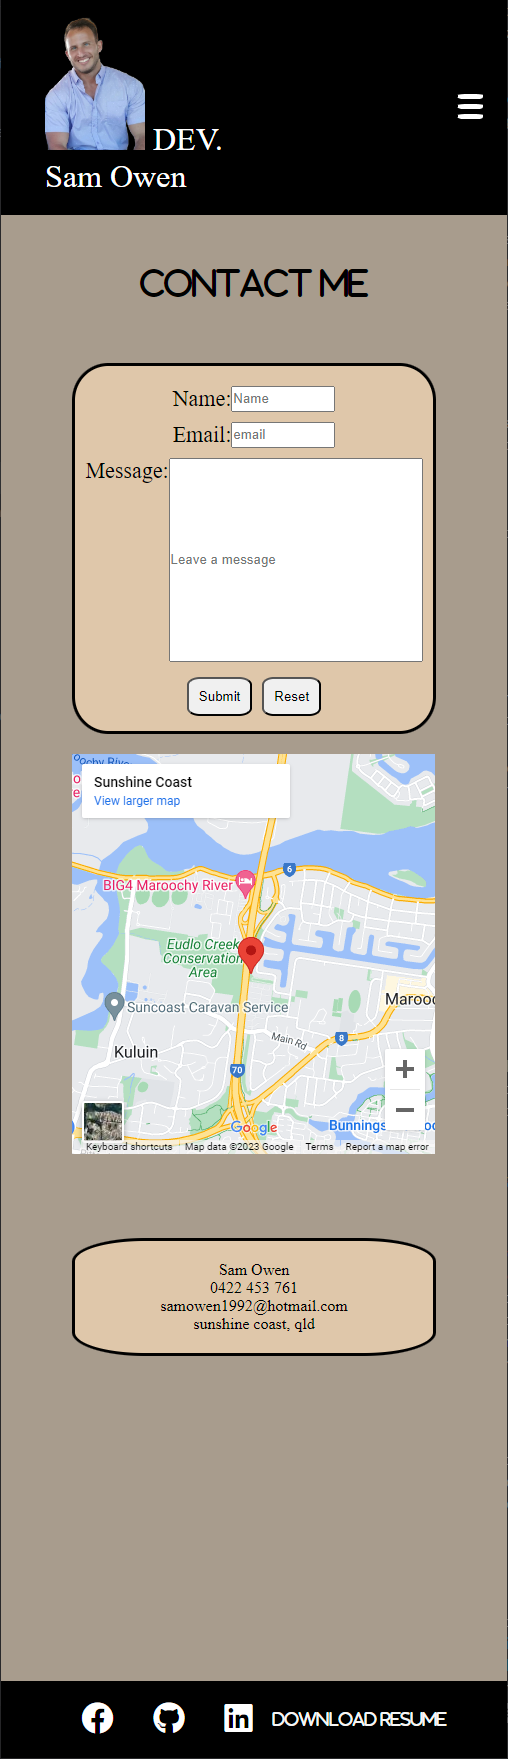 DEV.
Sam Owen
CONTACT ME
Name: Name
Email: email
Message: Leave a message
Submit Reset
Sunshine Coast
View larger map
6
BIG4 Maroochy River
Eudlo Creek
Conservation
Area
Suncoast Caravan Service
Maroo
Main Rd
8
Kuluin
70
Google
Bunnings
Keyboard shortcuts Map data ©2023 Google Terms Report a map error
Sam Owen
0422 453 761
samowen1992@hotmail.com
sunshine coast, qld
DOWNLOAD RESUME